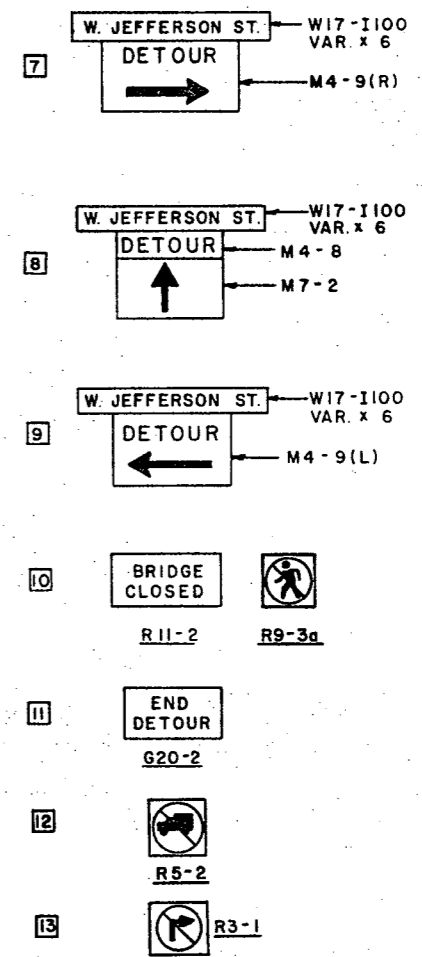 7
W. JEFFERSON ST.
W17-I100
VAR. x 6
DETOUR
M4-9(R)
8
W. JEFFERSON ST.
W17-I100
VAR. x 6
DETOUR
M4-8
M7-2
9
W. JEFFERSON ST.
W17-I100
VAR. x 6
DETOUR
M4-9(L)
10
BRIDGE
CLOSED
R11-2
R9-3a
11
END
DETOUR
G20-2
12
R5-2
13
R3-1